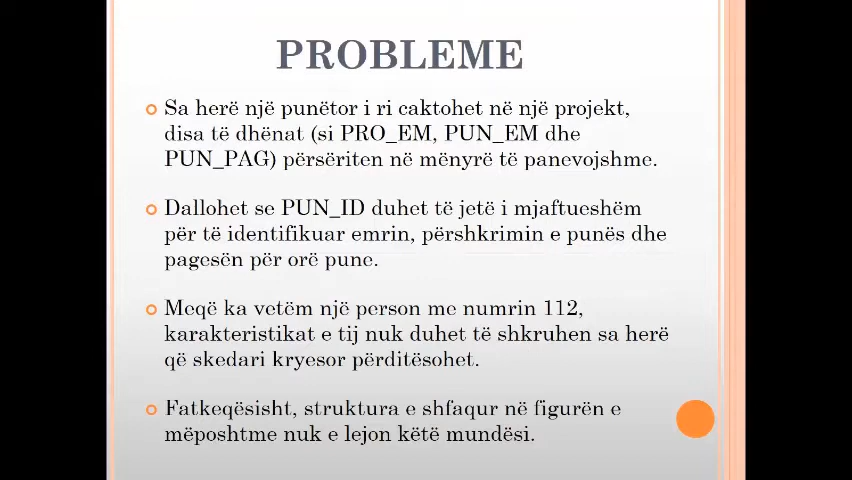 PROBLEME
Sa herë një punëtor i ri caktohet në një projekt,
disa të dhënat (si PRO_EM, PUN_EM dhe
PUN_PAG) përsëriten në mënyrë të panevojshme.
Dallohet se PUN_ID duhet të jetë i mjaftueshëm
për të identifikuar emrin, përshkrimin e punës dhe
pagesën për orë pune.
Meqë ka vetëm një person me numrin 112,
karakteristikat e tij nuk duhet të shkruhen sa herë
që skedari kryesor përditësohet.
Fatkeqësisht, struktura e shfaqur në figurën e
mëposhtme nuk e lejon këtë mundësi.